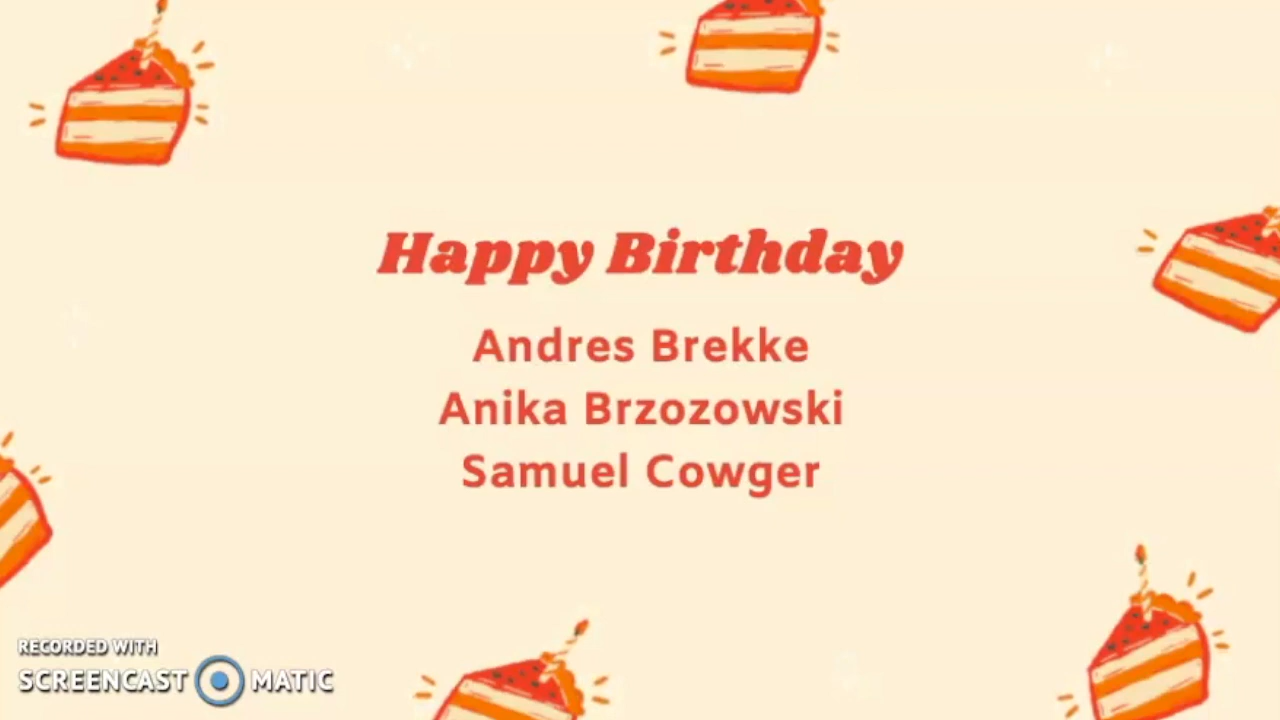 Happy Birthday
Andres Brekke
Anika Brzozowski
Samuel Cowger
RECORDED WITH
SCREENCAST MATIC